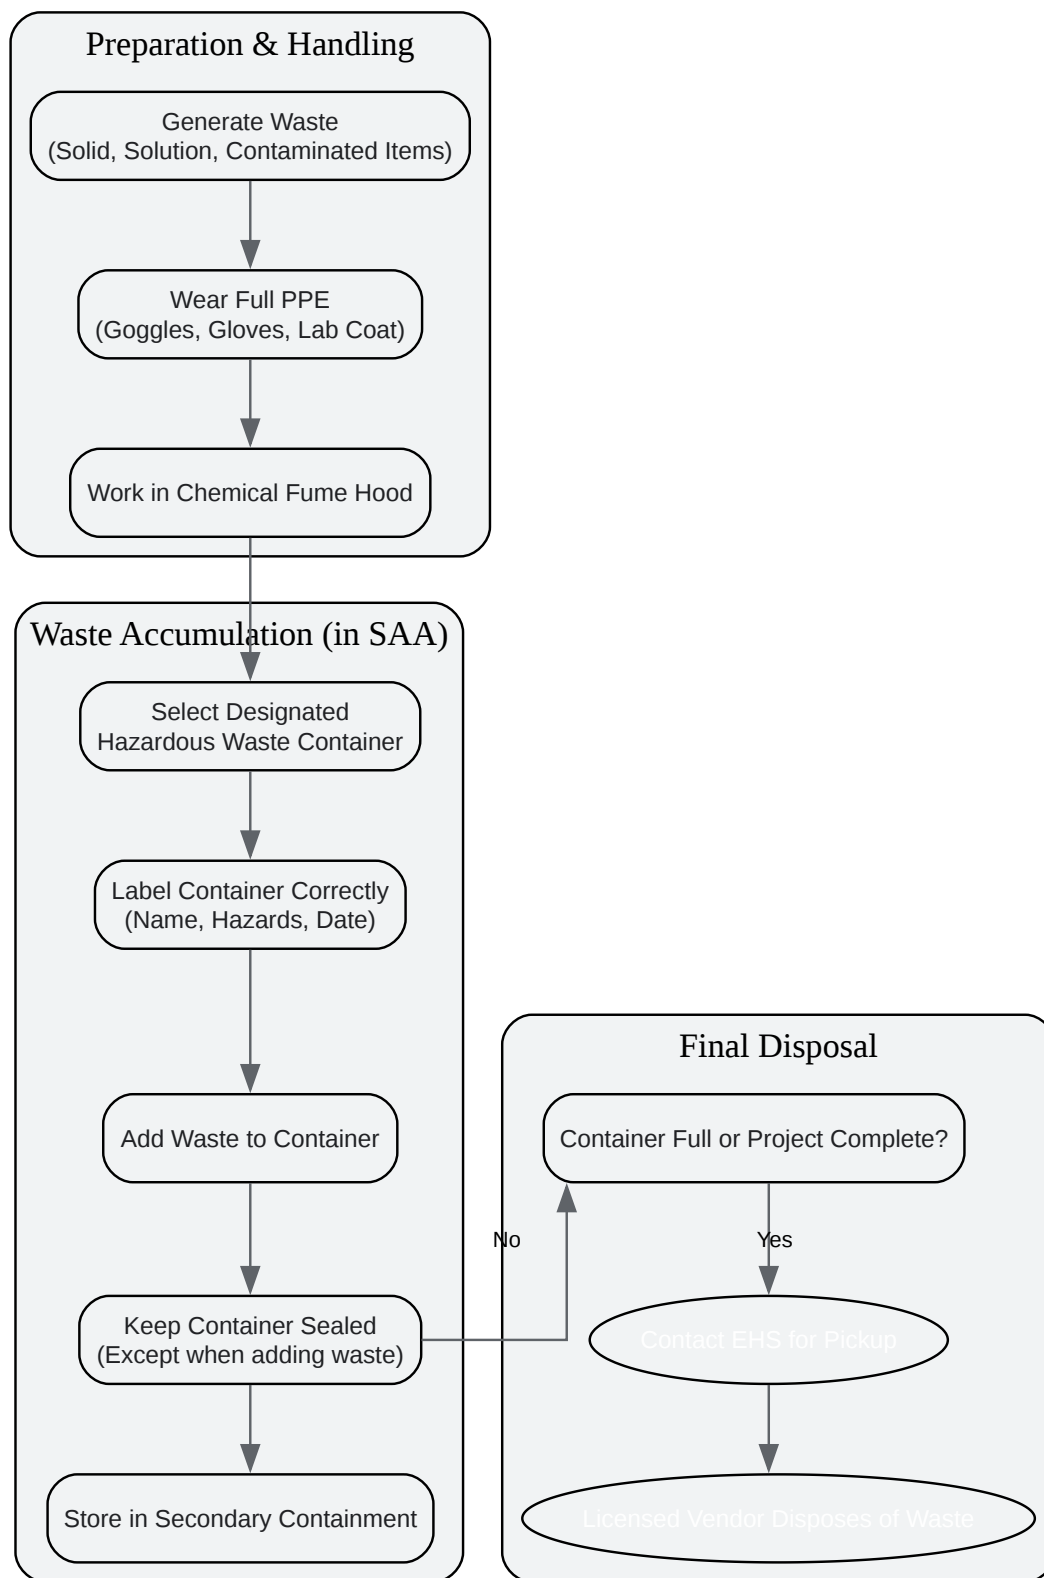 Preparation & Handling
Generate Waste
(Solid, Solution, Contaminated Items)
Wear Full PPE
(Goggles, Gloves, Lab Coat)
Work in Chemical Fume Hood
Waste Accumulation (in SAA)
Select Designated
Hazardous Waste Container
Label Container Correctly
(Name, Hazards, Date)
Add Waste to Container
Keep Container Sealed
(Except when adding waste)
Store in Secondary Containment
No
Final Disposal
Container Full or Project Complete?
Yes
Contact EHS for Pickup
Licensed Vendor Disposes of Waste